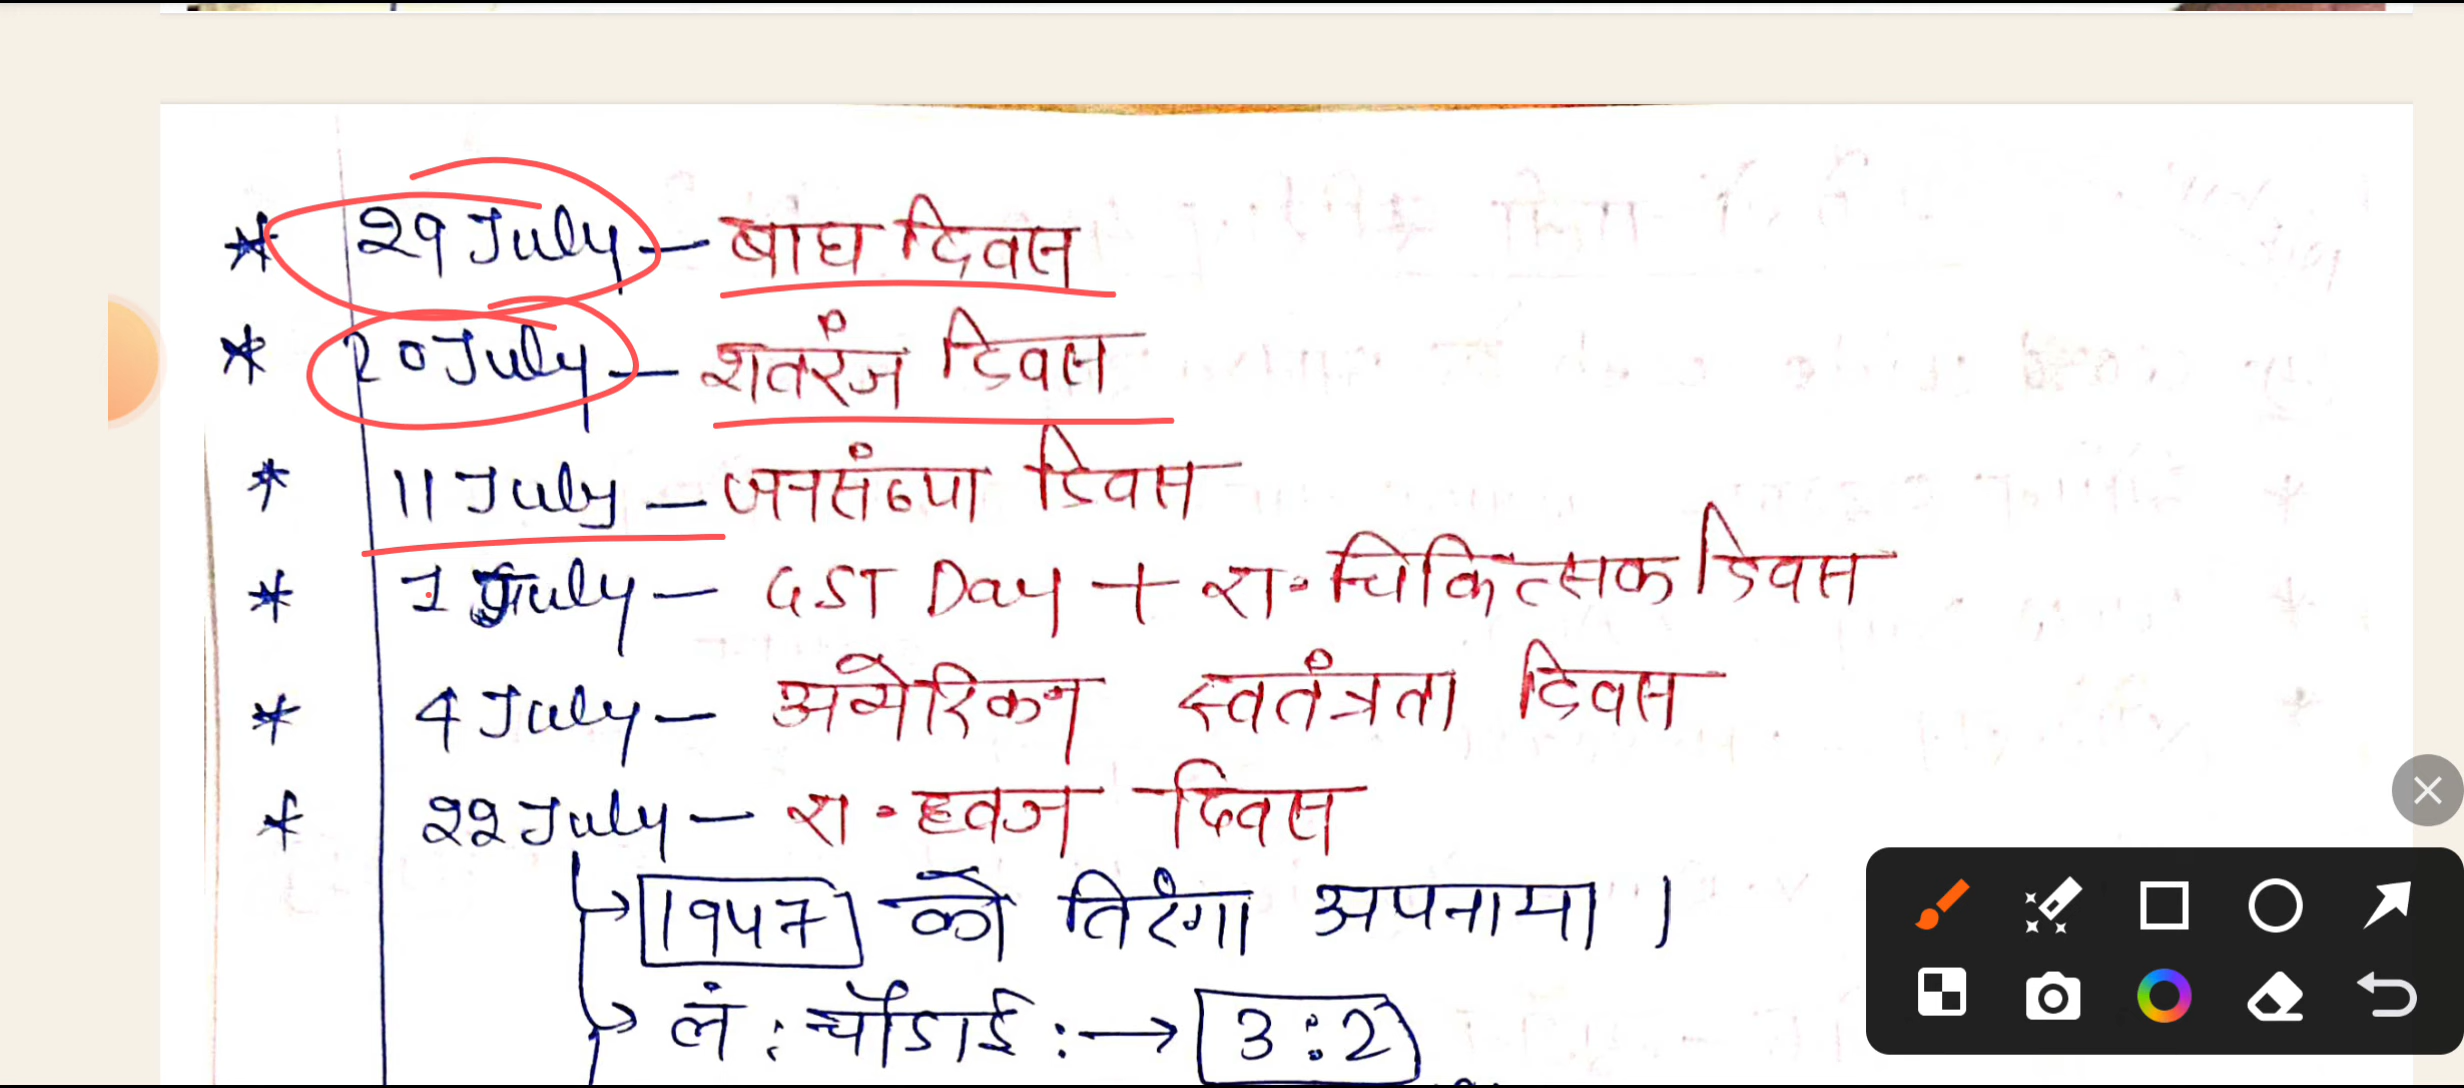 * 29 July – बाघ दिवस
* 20 July – शतरंज दिवस
* 11 July – जनसंख्या दिवस
* 1 July – GST Day + रा॰ चिकित्सक दिवस
* 4 July – अमेरिकन स्वतंत्रता दिवस
* 22 July – रा॰ ध्वज दिवस
→ 1947 को तिरंगा अपनाया ।
→ लं : चौडाई :→ 3:2